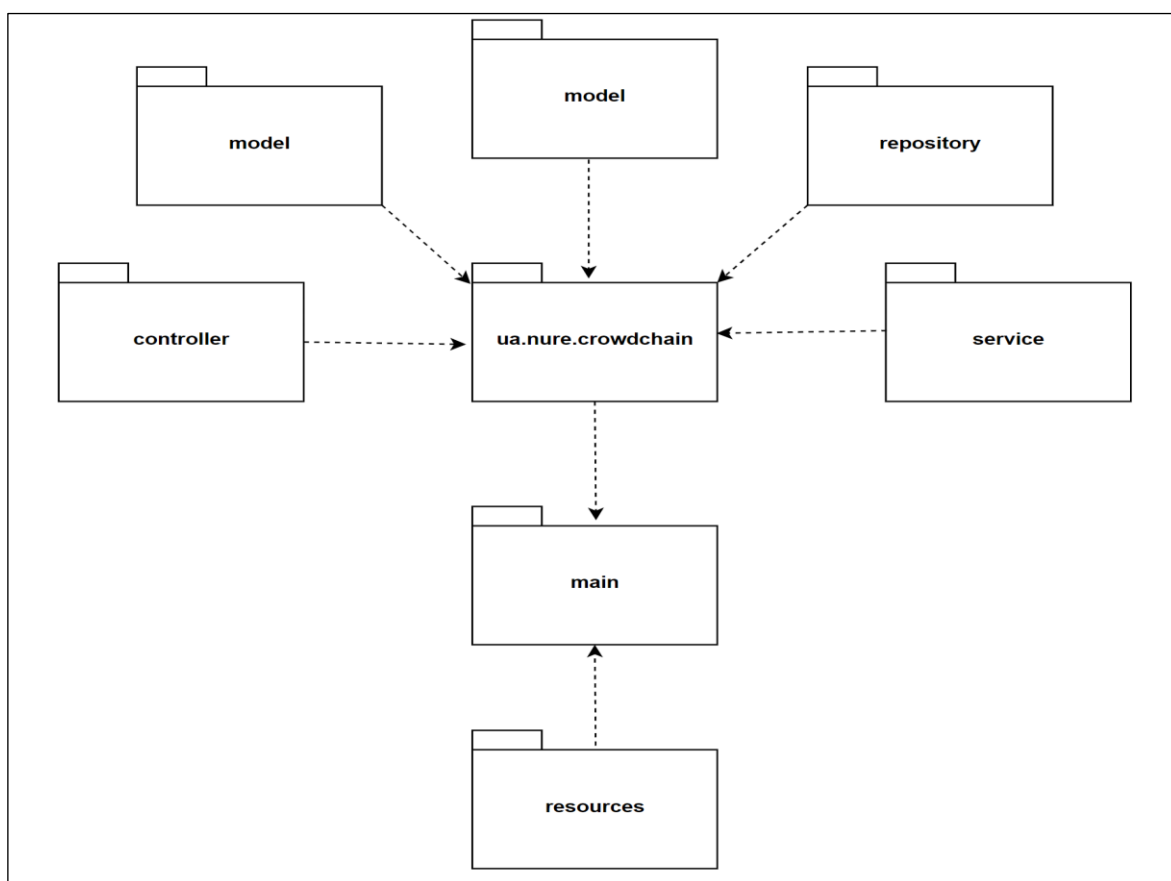 model
model
repository
controller
ua.nure.crowdchain
service
main
resources